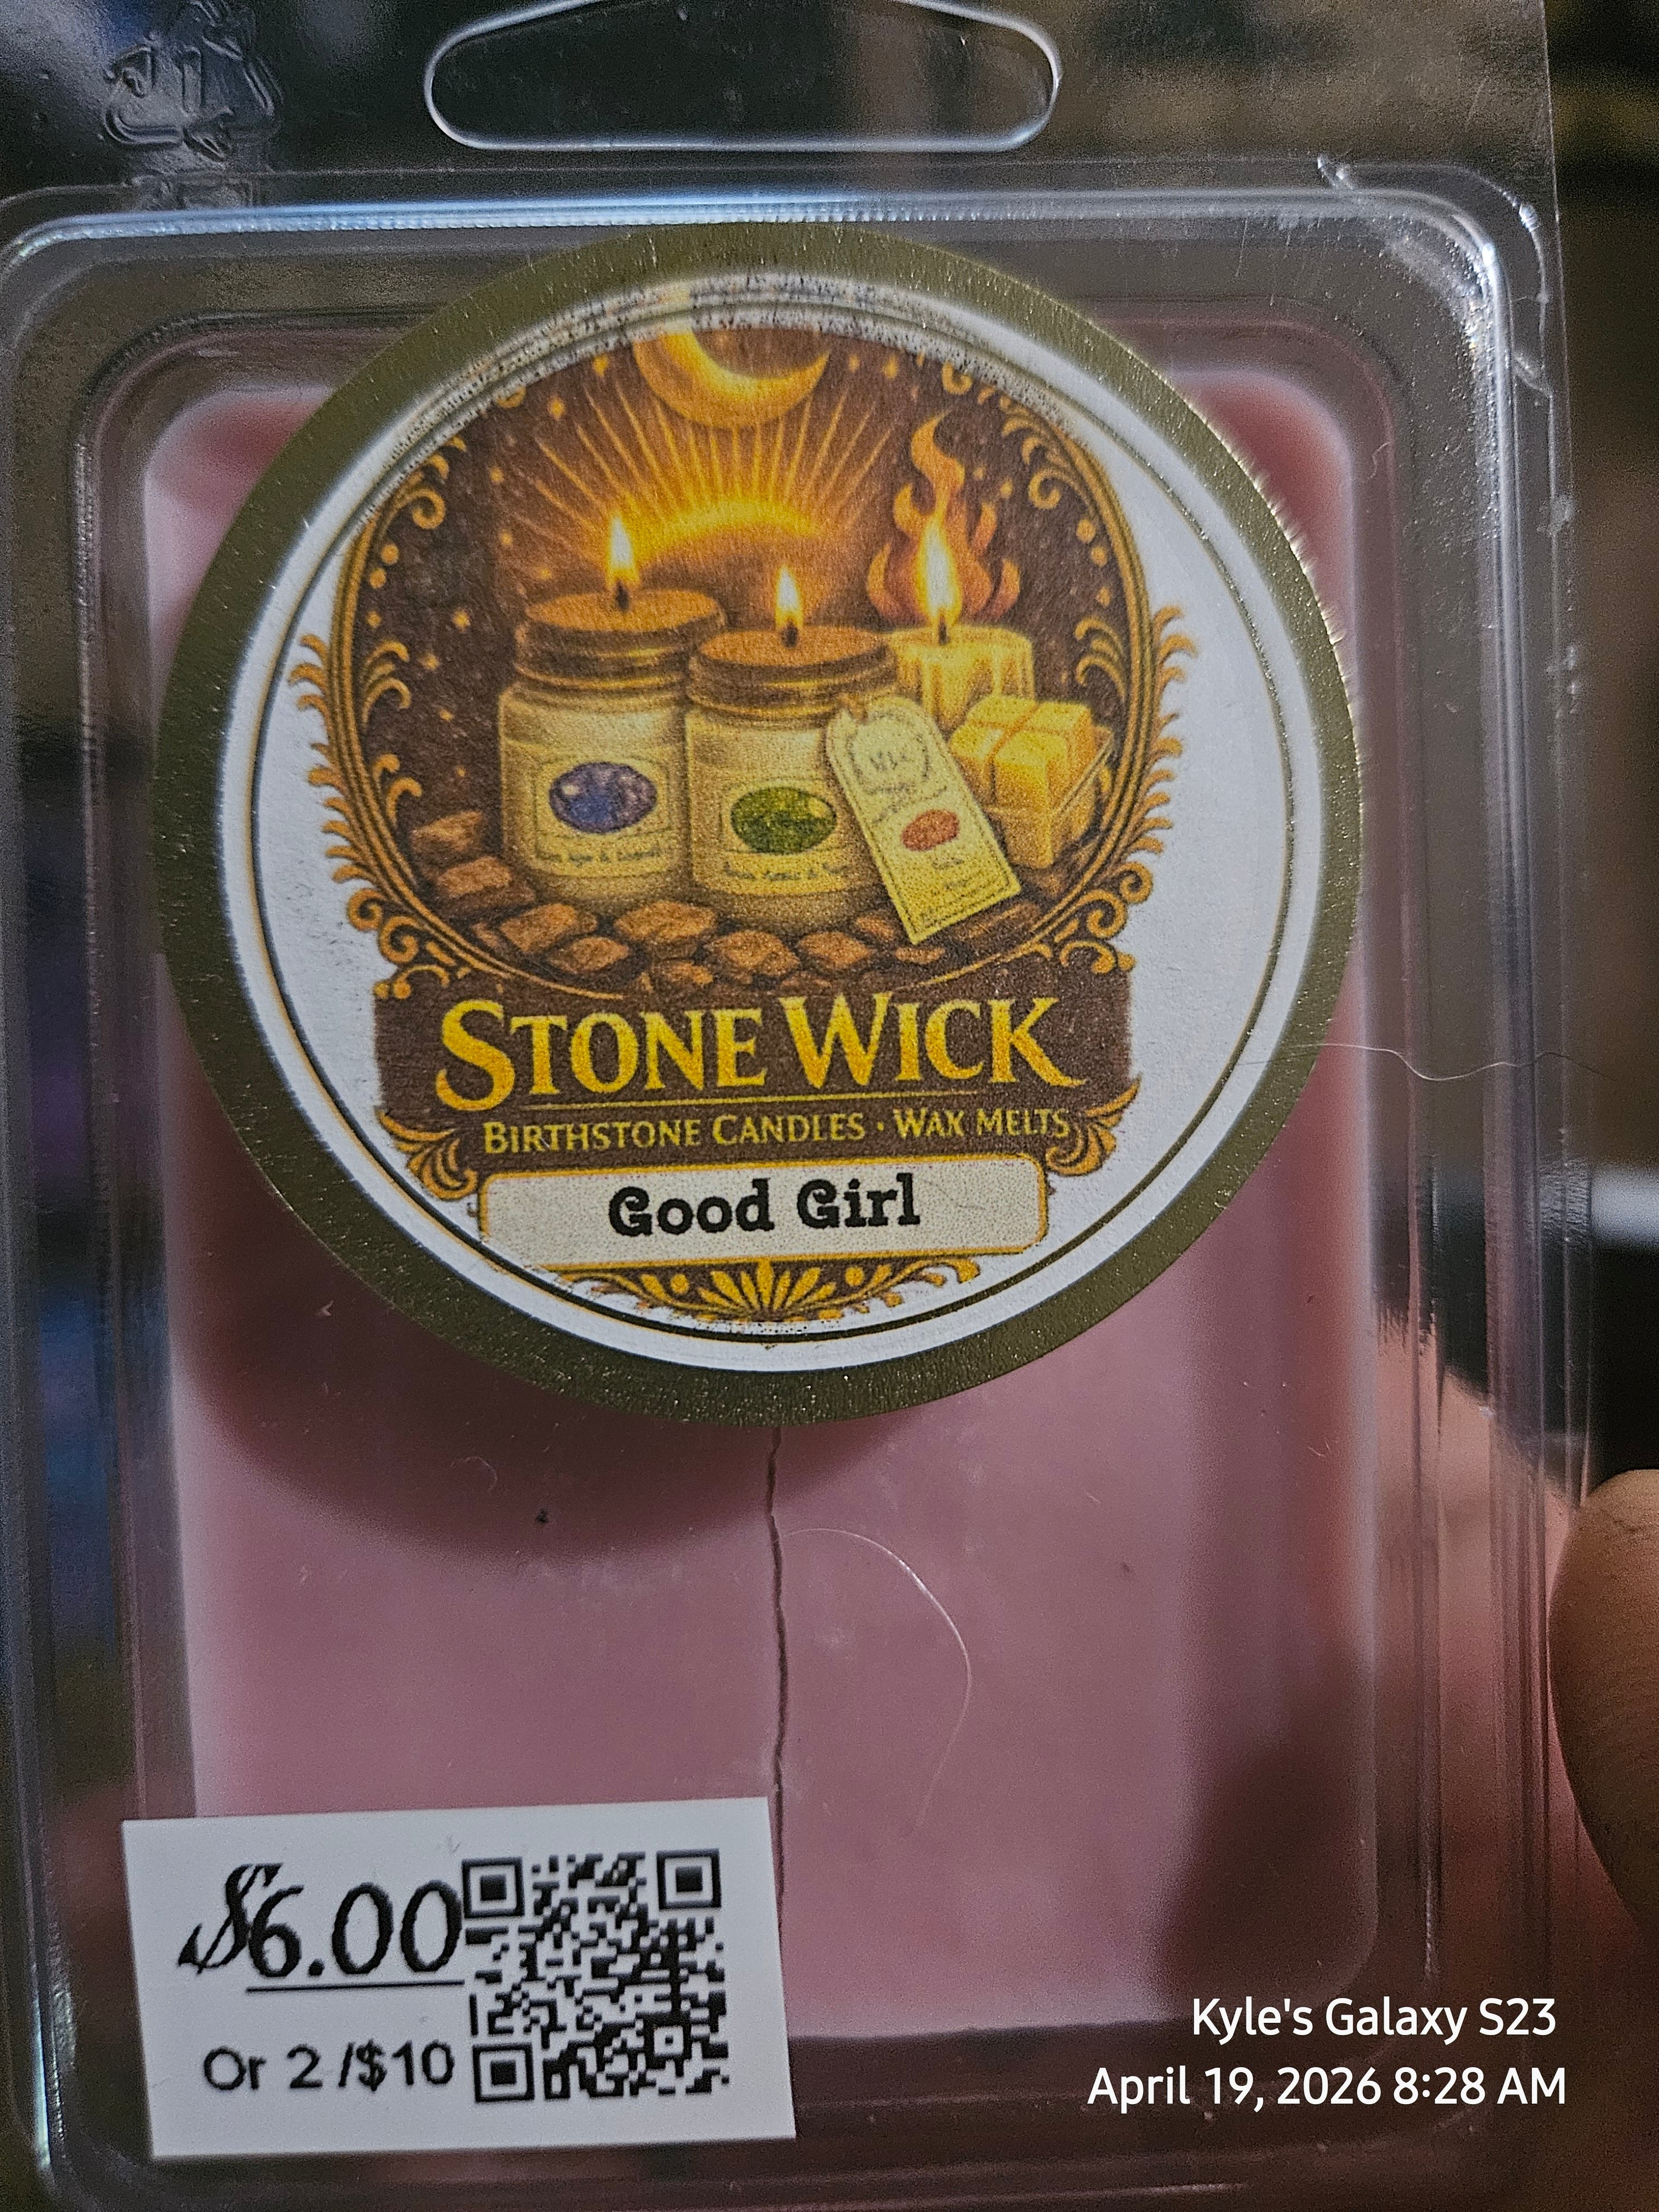 STONE WICK
BIRTHSTONE CANDLES · WAX MELTS
Good Girl
$6.00
Or 2 /$10
Kyle's Galaxy S23
April 19, 2026 8:28 AM